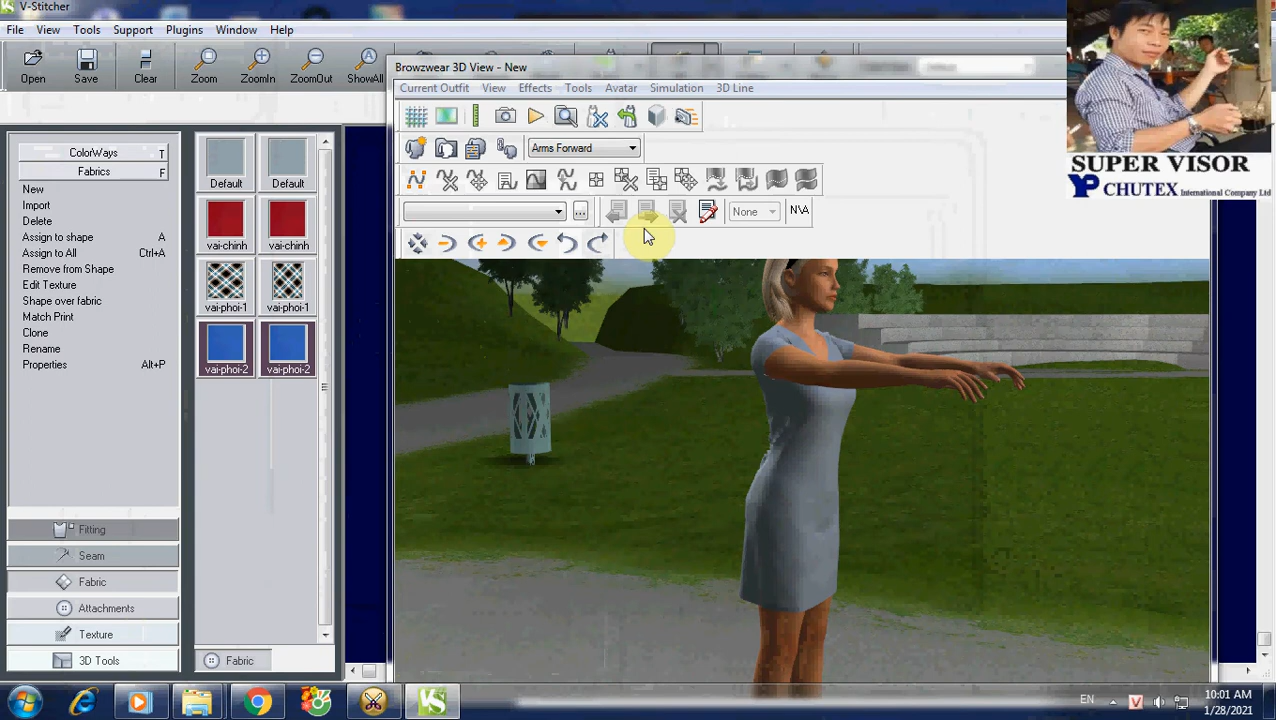 V-Stitcher
File View Tools Support Plugins Window Help
Open Save Clear Zoom ZoomIn ZoomOut ShowAll
Browzwear 3D View - New
Current Outfit View Effects Tools Avatar Simulation 3D Line
Arms Forward
None N\A
ColorWays T
Fabrics F
New
Import
Delete
Assign to shape A
Assign to All Ctrl+A
Remove from Shape
Edit Texture
Shape over fabric
Match Print
Clone
Rename
Properties Alt+P
Default Default
vai-chinh vai-chinh
vai-phoi-1 vai-phoi-1
vai-phoi-2 vai-phoi-2
Fitting
Seam
Fabric
Attachments
Texture
3D Tools
Fabric
SUPER VISOR
YP CHUTEX International Company Ltd
EN
V
10:01 AM
1/28/2021